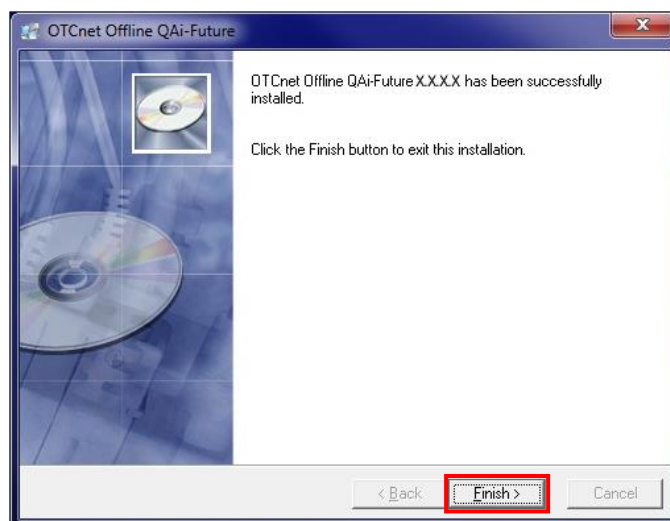 OTCnet Offline QAi-Future
OTCnet Offline QAi-Future X.X.X.X has been successfully
installed.
Click the Finish button to exit this installation.
< Back
Finish >
Cancel